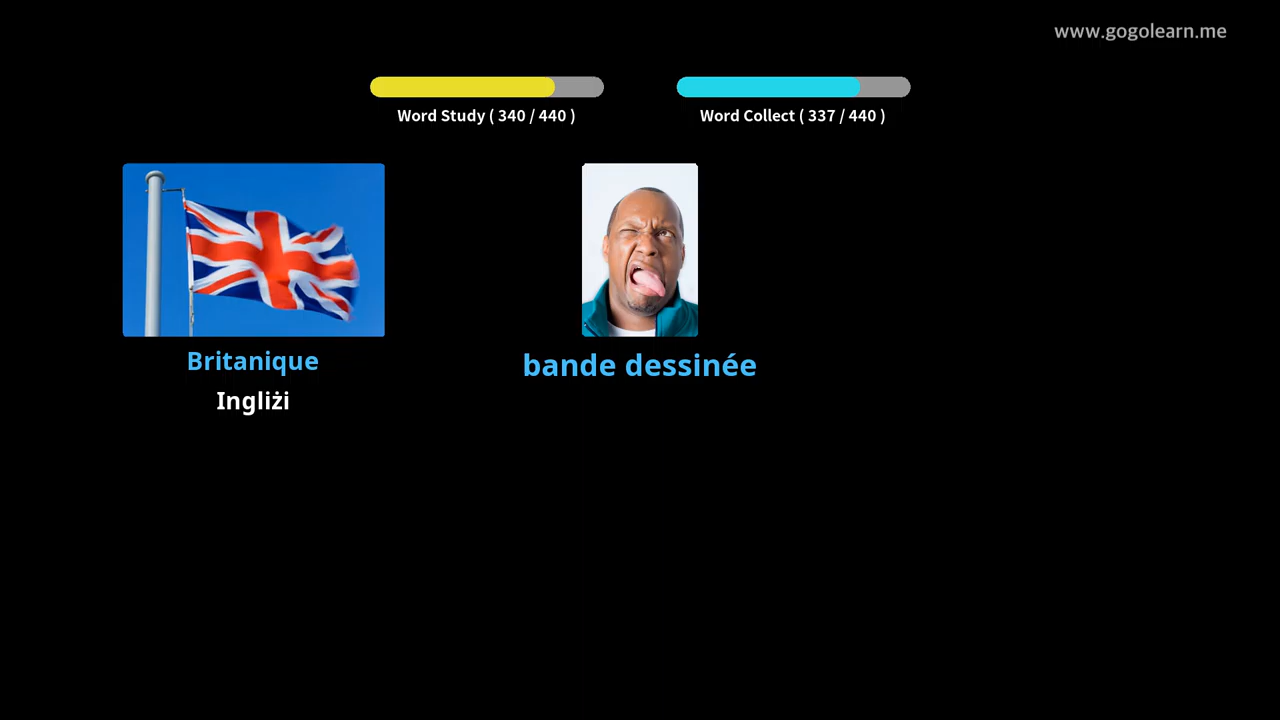 www.gogolearn.me
Word Study ( 340 / 440 )
Word Collect ( 337 / 440 )
Britanique
Ingliżi
bande dessinée